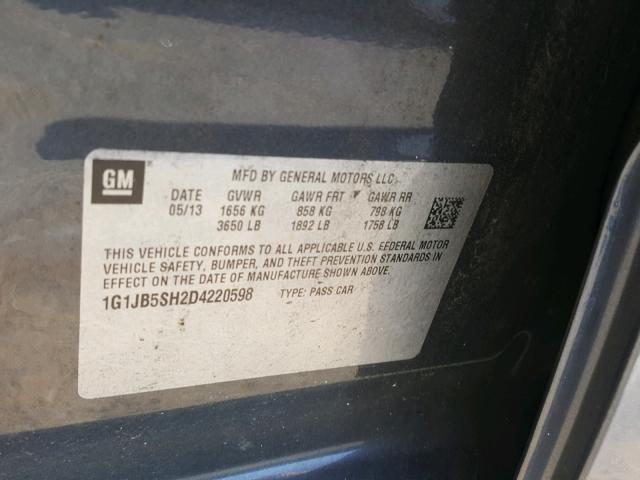 GM
MFD BY GENERAL MOTORS LLC
DATE GVWR GAWR FRT GAWR RR
05/13 1656 KG 858 KG 798 KG
3650 LB 1892 LB 1758 LB
THIS VEHICLE CONFORMS TO ALL APPLICABLE U.S. FEDERAL MOTOR
VEHICLE SAFETY, BUMPER, AND THEFT PREVENTION STANDARDS IN
EFFECT ON THE DATE OF MANUFACTURE SHOWN ABOVE.
1G1JB5SH2D4220598 TYPE: PASS CAR